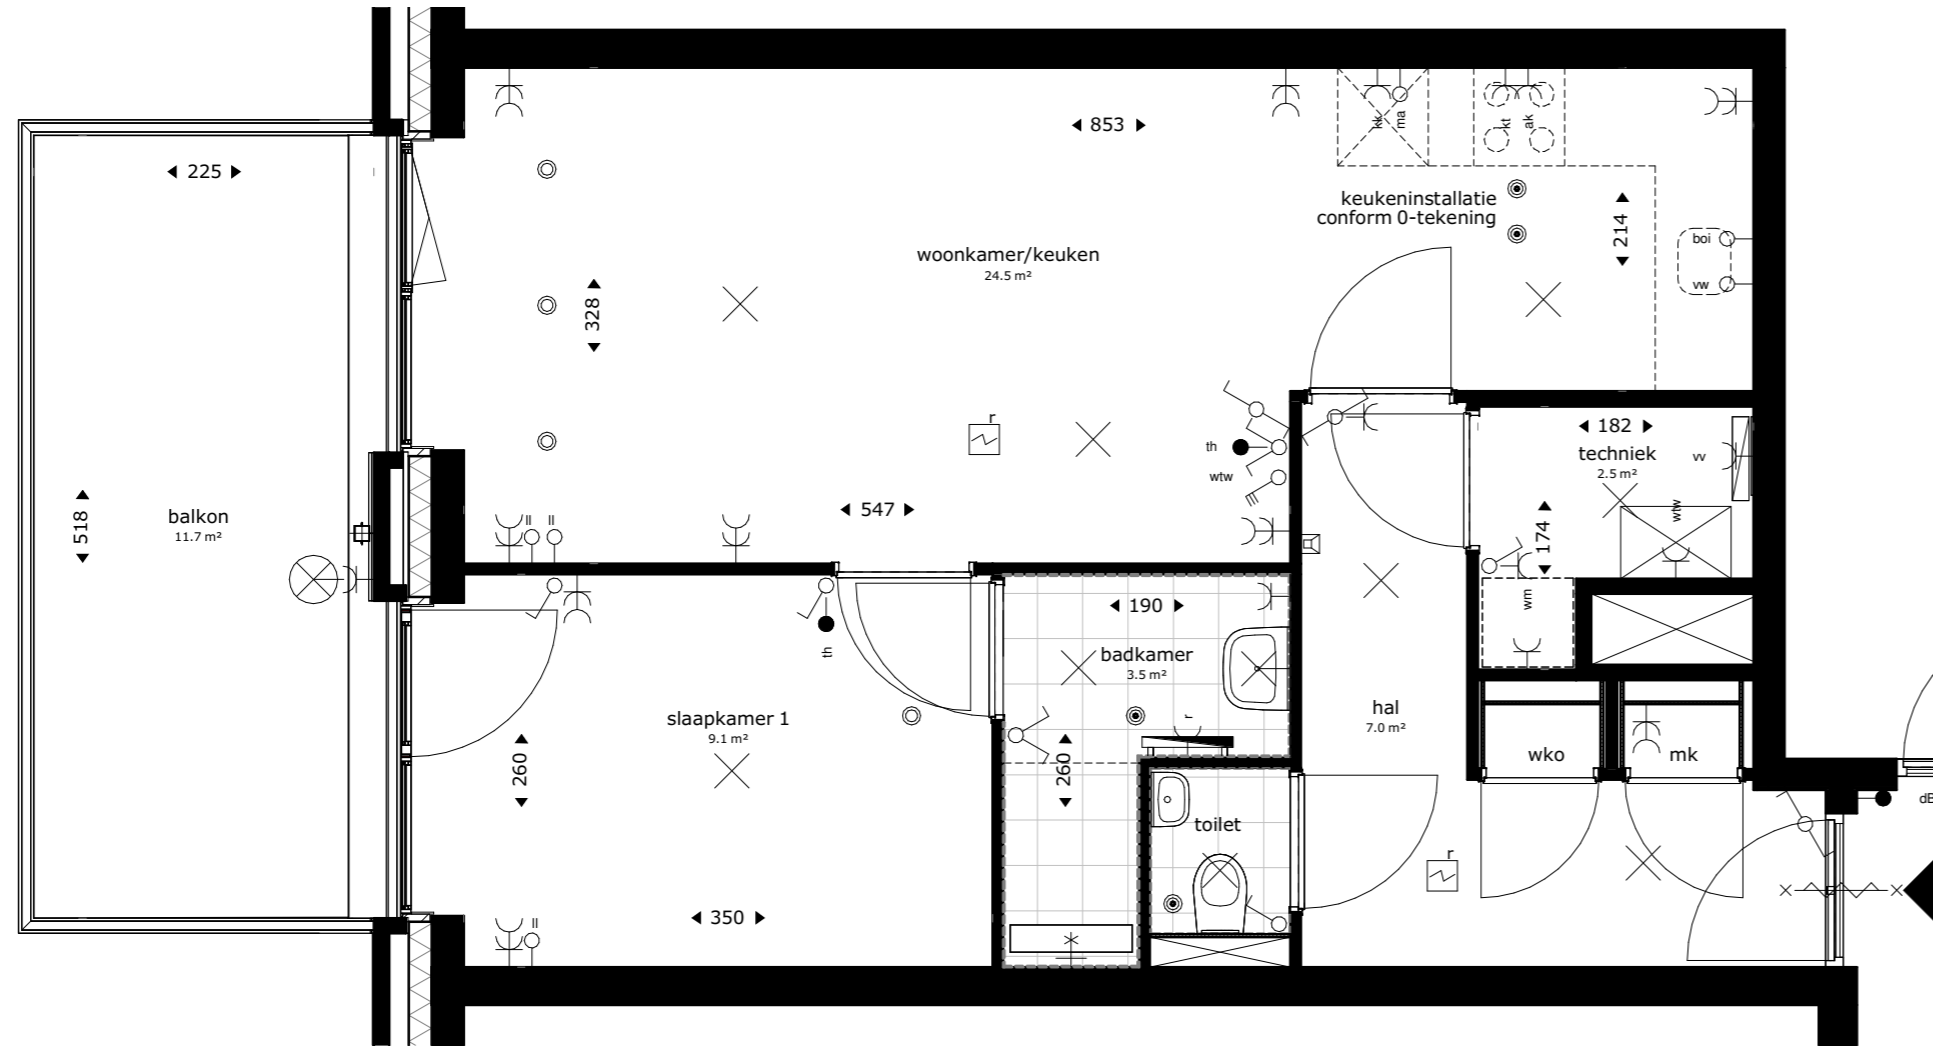 853
225
kk
ma
kt
ak
keukeninstallatie
conform 0-tekening
214
boi
vw
woonkamer/keuken
24.5 m²
328
r
th
wtw
182
techniek
2.5 m²
vv
wtw
174
wm
547
ll
ll
518
balkon
11.7 m²
th
190
badkamer
3.5 m²
r
260
slaapkamer 1
9.1 m²
260
350
ll
hal
7.0 m²
wko
mk
toilet
r